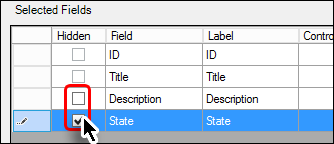 Selected Fields
Hidden Field Label Contro
ID ID
Title Title
Description Description
State State